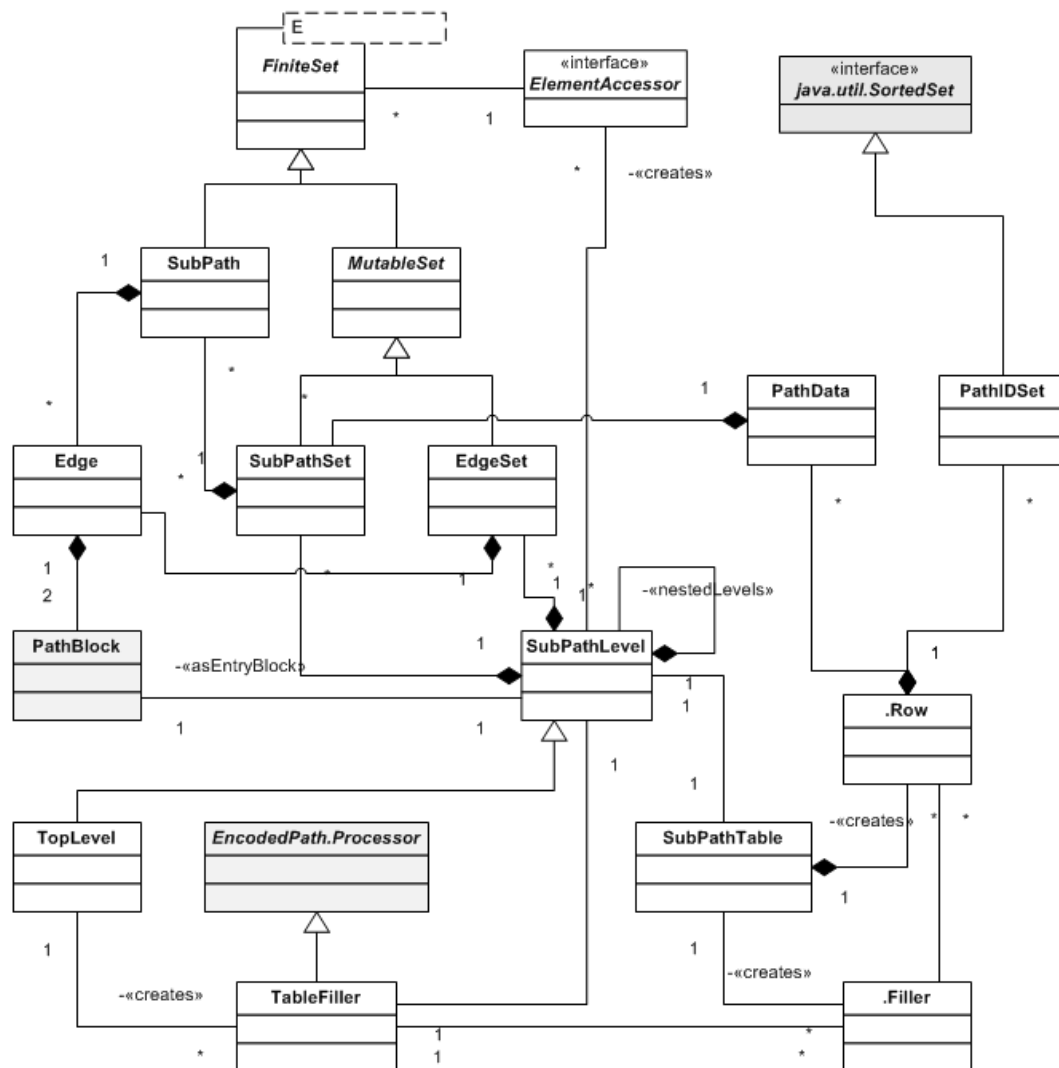 E
FiniteSet
«interface»
ElementAccessor
«interface»
java.util.SortedSet
*
1
*
-«creates»
1
SubPath
MutableSet
*
*
*
1
PathData
PathIDSet
Edge
1
*
SubPathSet
EdgeSet
*
*
1
2
*
1
*
1
1
*
-«nestedLevels»
PathBlock
-«asEntryBlock»
1
SubPathLevel
1
1
1
1
1
1
.Row
1
TopLevel
EncodedPath.Processor
SubPathTable
-«creates»
*
*
1
1
1
-«creates»
-«creates»
TableFiller
.Filler
*
1
1
*
*